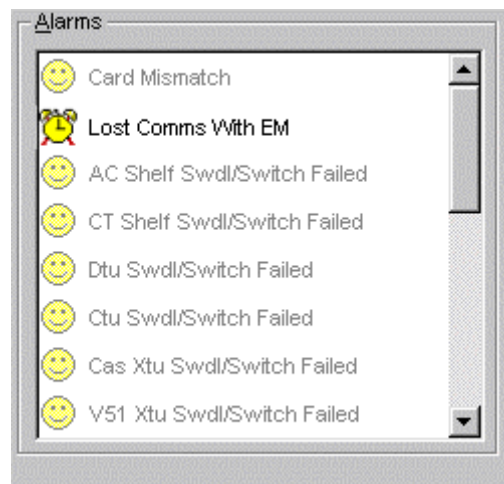 Alarms
Card Mismatch
Lost Comms With EM
AC Shelf Swdl/Switch Failed
CT Shelf Swdl/Switch Failed
Dtu Swdl/Switch Failed
Ctu Swdl/Switch Failed
Cas Xtu Swdl/Switch Failed
V51 Xtu Swdl/Switch Failed